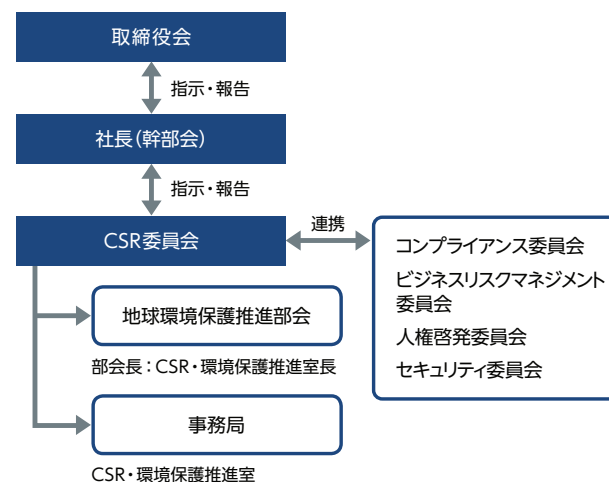 取締役会
指示・報告
社長（幹部会）
指示・報告
CSR委員会
連携
コンプライアンス委員会
ビジネスリスクマネジメント
委員会
人権啓発委員会
セキュリティ委員会
地球環境保護推進部会
部会長：CSR・環境保護推進室長
事務局
CSR・環境保護推進室